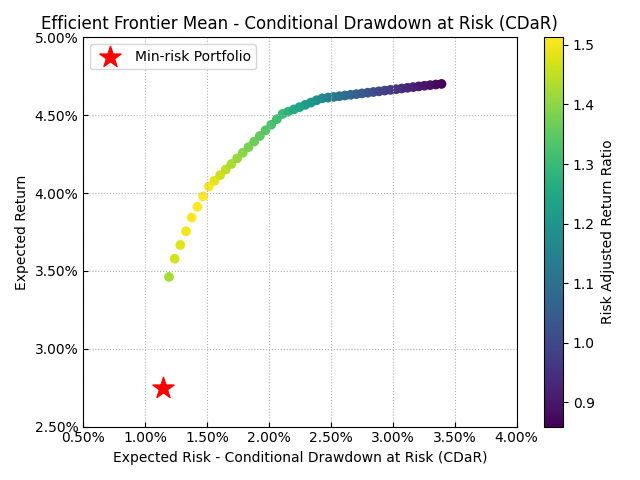 Efficient Frontier Mean - Conditional Drawdown at Risk (CDaR)
5.00%
4.50%
4.00%
3.50%
3.00%
2.50%
Expected Return
Min-risk Portfolio
0.50% 1.00% 1.50% 2.00% 2.50% 3.00% 3.50% 4.00%
Expected Risk - Conditional Drawdown at Risk (CDaR)
1.5
1.4
1.3
1.2
1.1
1.0
0.9
Risk Adjusted Return Ratio